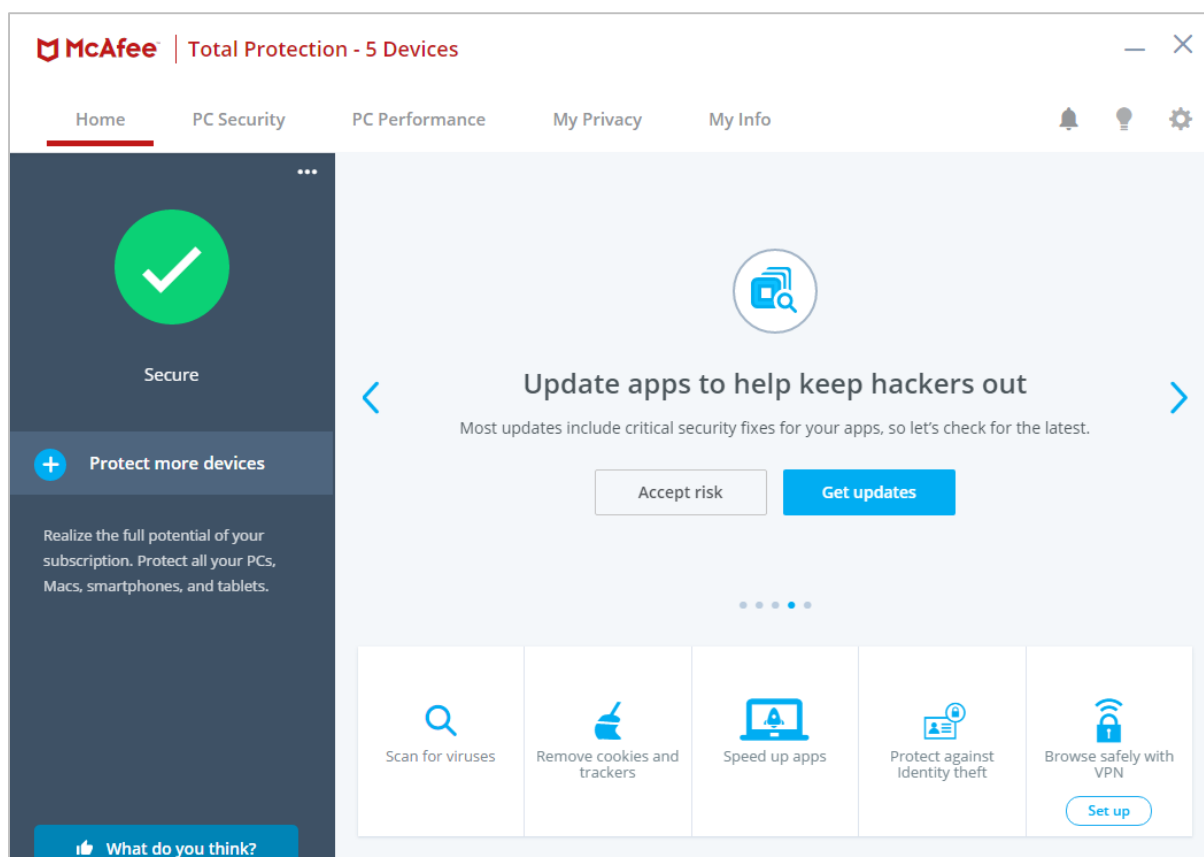 McAfee™ Total Protection - 5 Devices
Home PC Security PC Performance My Privacy My Info
Secure
Protect more devices
Realize the full potential of your
subscription. Protect all your PCs,
Macs, smartphones, and tablets.
What do you think?
Update apps to help keep hackers out
Most updates include critical security fixes for your apps, so let's check for the latest.
Accept risk Get updates
Scan for viruses
Remove cookies and
trackers
Speed up apps
Protect against
Identity theft
Browse safely with
VPN
Set up